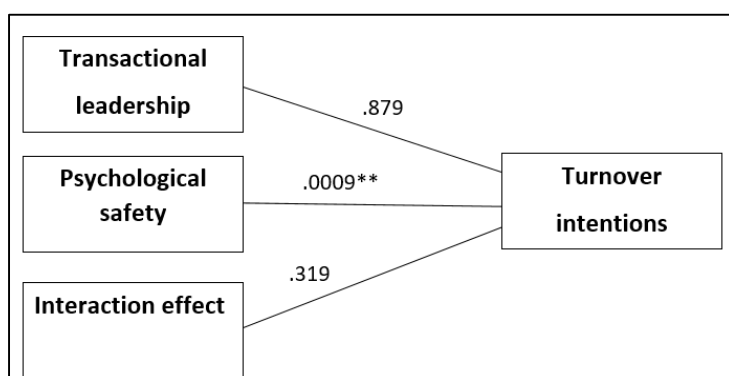 Transactional
leadership
.879
Psychological
safety
.0009**
Turnover
intentions
.319
Interaction effect